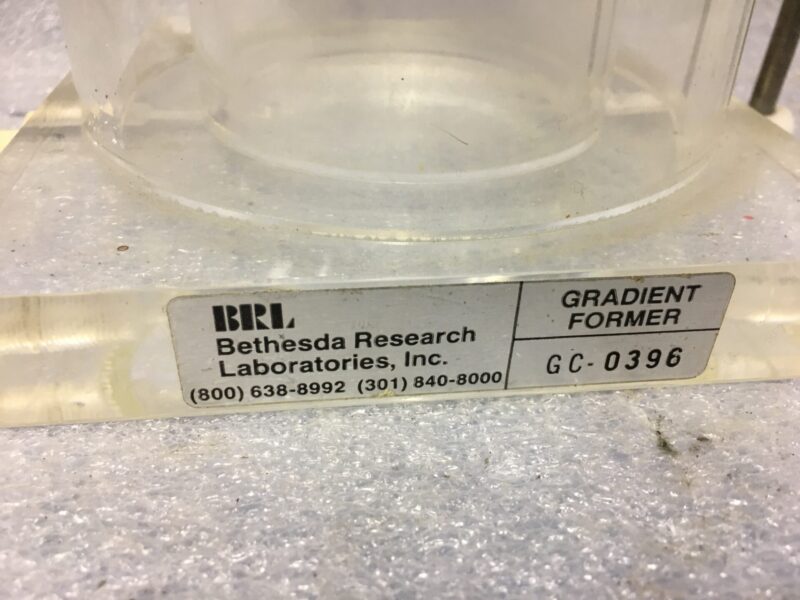 BRL
Bethesda Research
Laboratories, Inc.
(800) 638-8992 (301) 840-8000
GRADIENT
FORMER
GC-0396